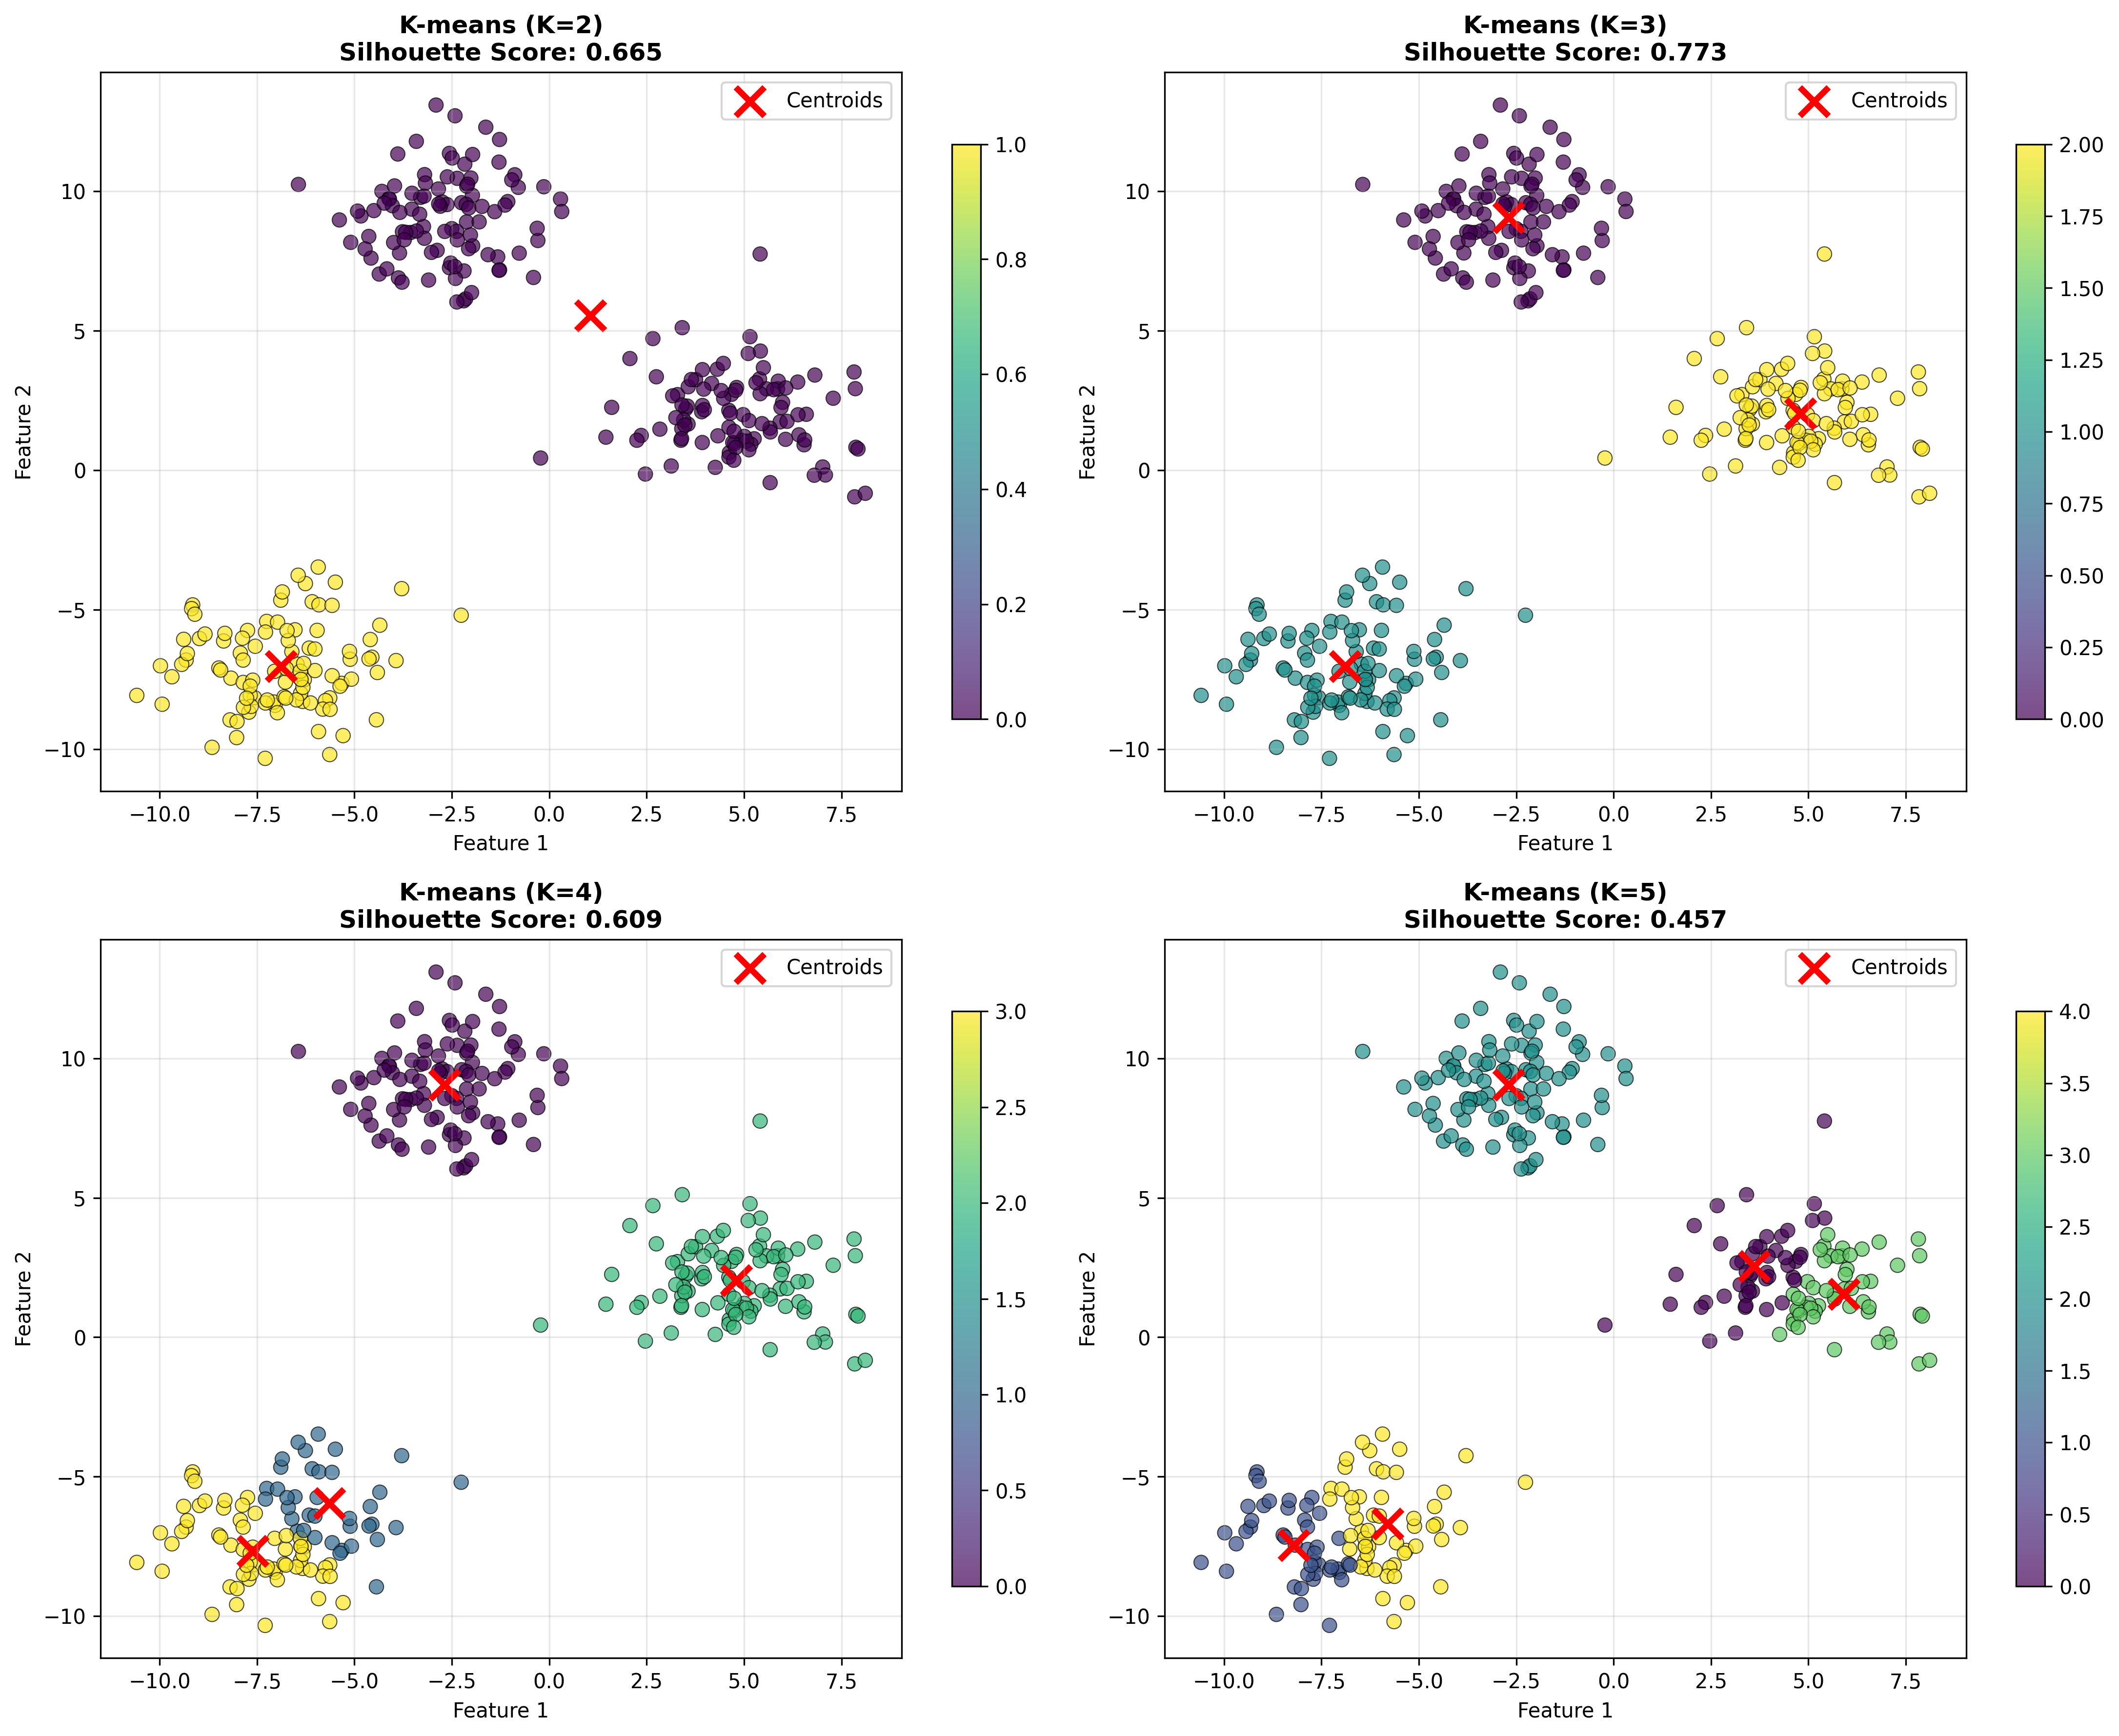 K-means (K=2)
Silhouette Score: 0.665
Centroids
10
5
0
−5
−10
Feature 2
−10.0 −7.5 −5.0 −2.5 0.0 2.5 5.0 7.5
Feature 1
1.0
0.8
0.6
0.4
0.2
0.0
K-means (K=3)
Silhouette Score: 0.773
Centroids
10
5
0
−5
−10
Feature 2
−10.0 −7.5 −5.0 −2.5 0.0 2.5 5.0 7.5
Feature 1
2.00
1.75
1.50
1.25
1.00
0.75
0.50
0.25
0.00
K-means (K=4)
Silhouette Score: 0.609
Centroids
10
5
0
−5
−10
Feature 2
−10.0 −7.5 −5.0 −2.5 0.0 2.5 5.0 7.5
Feature 1
3.0
2.5
2.0
1.5
1.0
0.5
0.0
K-means (K=5)
Silhouette Score: 0.457
Centroids
10
5
0
−5
−10
Feature 2
−10.0 −7.5 −5.0 −2.5 0.0 2.5 5.0 7.5
Feature 1
4.0
3.5
3.0
2.5
2.0
1.5
1.0
0.5
0.0